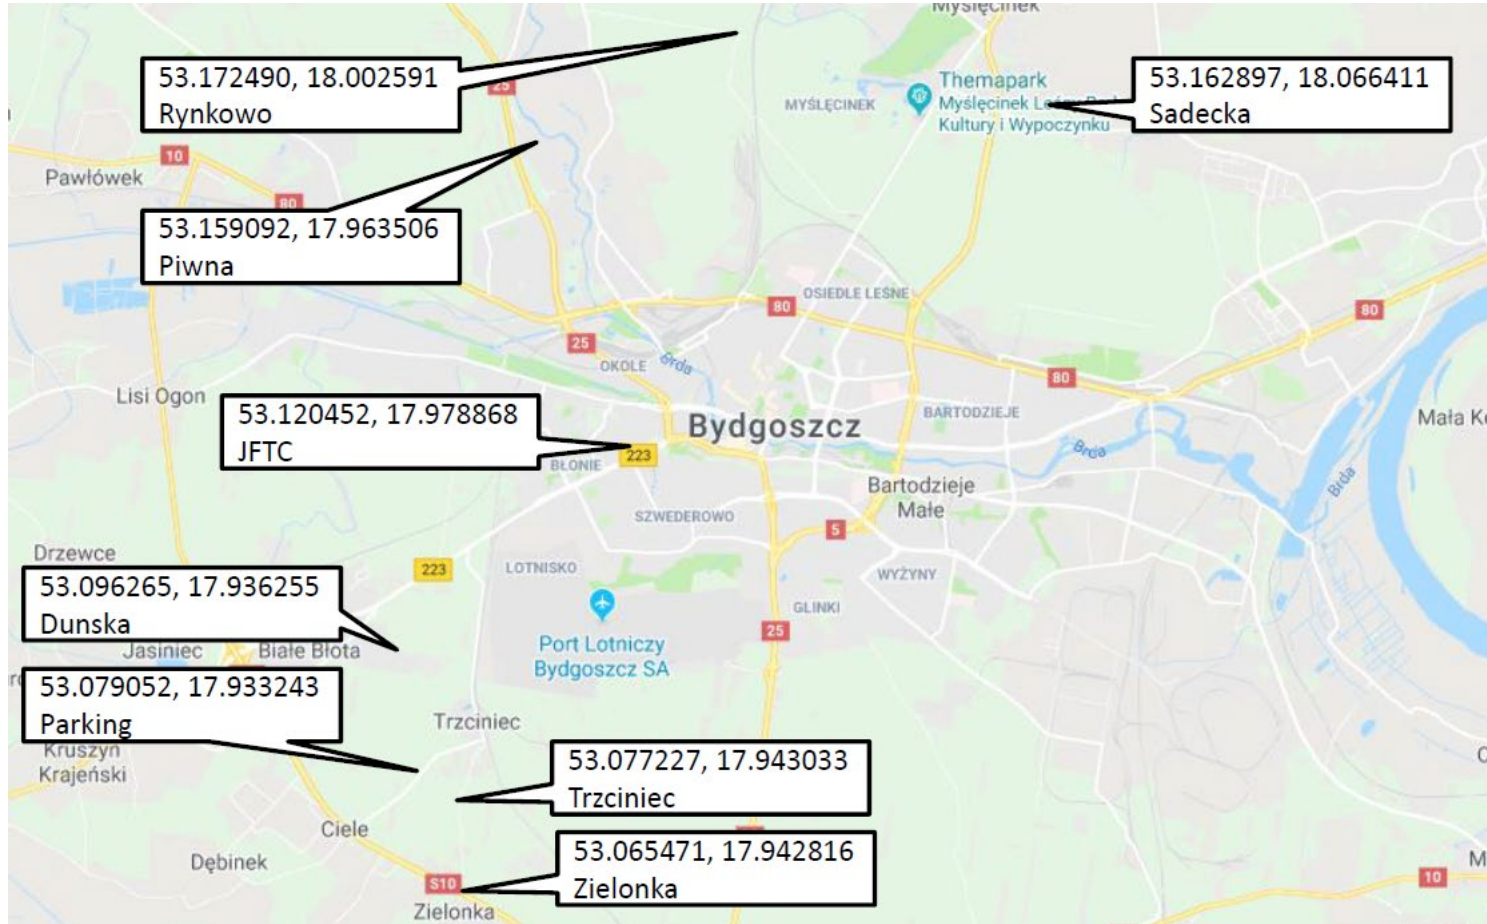 Myślęcinek
53.172490, 18.002591
Rynkowo
25
Themapark
Myślęcinek Leśny Park
Kultury i Wypoczynku
MYŚLĘCINEK
53.162897, 18.066411
Sadecka
10
Pawłówek
80
53.159092, 17.963506
Piwna
OSIEDLE LEŚNE
80
80
25
OKOLE
Brda
80
Lisi Ogon
53.120452, 17.978868
JFTC
Bydgoszcz
BARTODZIEJE
Mała Kę
223
BŁONIE
Brda
Brda
Bartodzieje
Małe
SZWEDEROWO
5
Drzewce
223
LOTNISKO
WYŻYNY
53.096265, 17.936255
Dunska
GLINKI
25
Port Lotniczy
Bydgoszcz SA
Jasiniec
Białe Błota
53.079052, 17.933243
Parking
Trzciniec
Kruszyn
Krajeński
53.077227, 17.943033
Trzciniec
Ciele
Dębinek
53.065471, 17.942816
Zielonka
S10
10
Zielonka